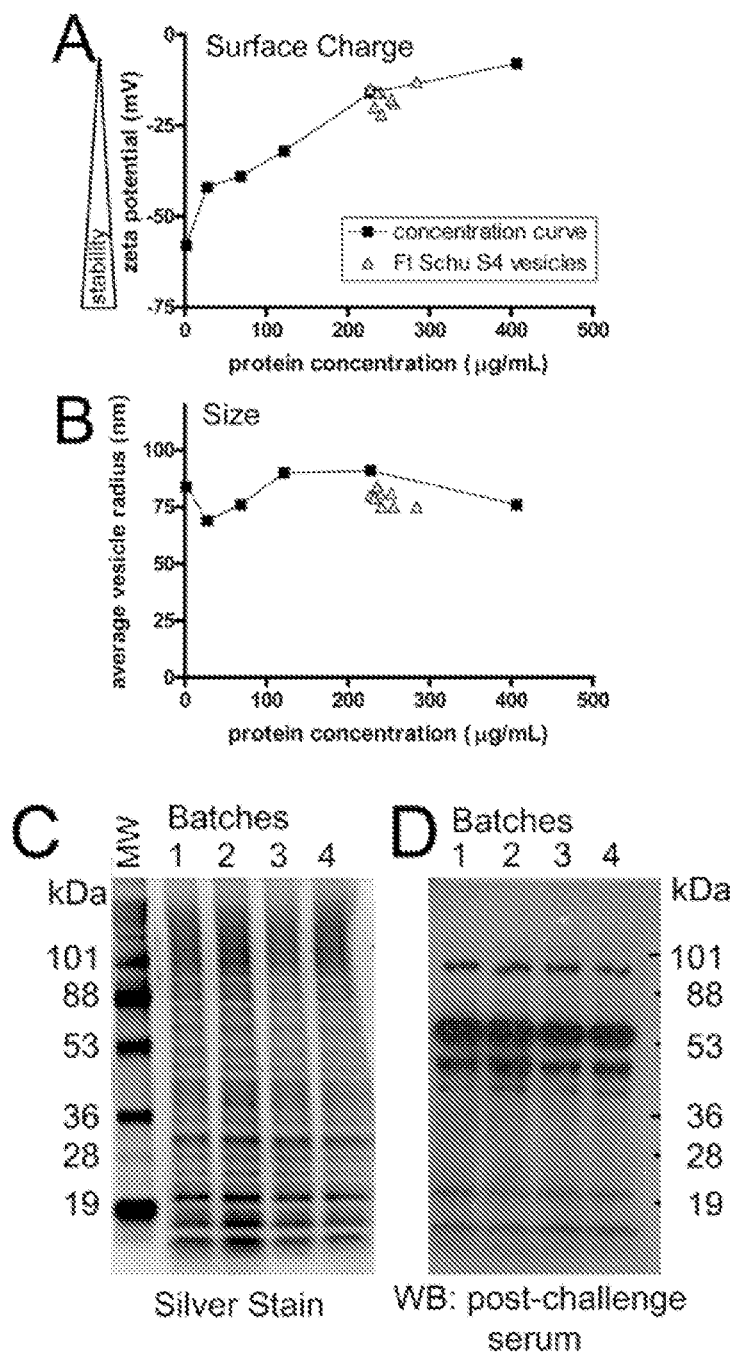 A
Surface Charge
stability
zeta potential (mV)
0
-25
-50
-75
concentration curve
Ft Schu S4 vesicles
0 100 200 300 400 500
protein concentration (µg/mL)
B
Size
average vesicle radius (nm)
100
75
50
25
0
0 100 200 300 400 500
protein concentration (µg/mL)
C
MW
Batches
1 2 3 4
kDa
101
88
53
36
28
19
Silver Stain
D
Batches
1 2 3 4
kDa
101
88
53
36
28
19
WB: post-challenge
serum